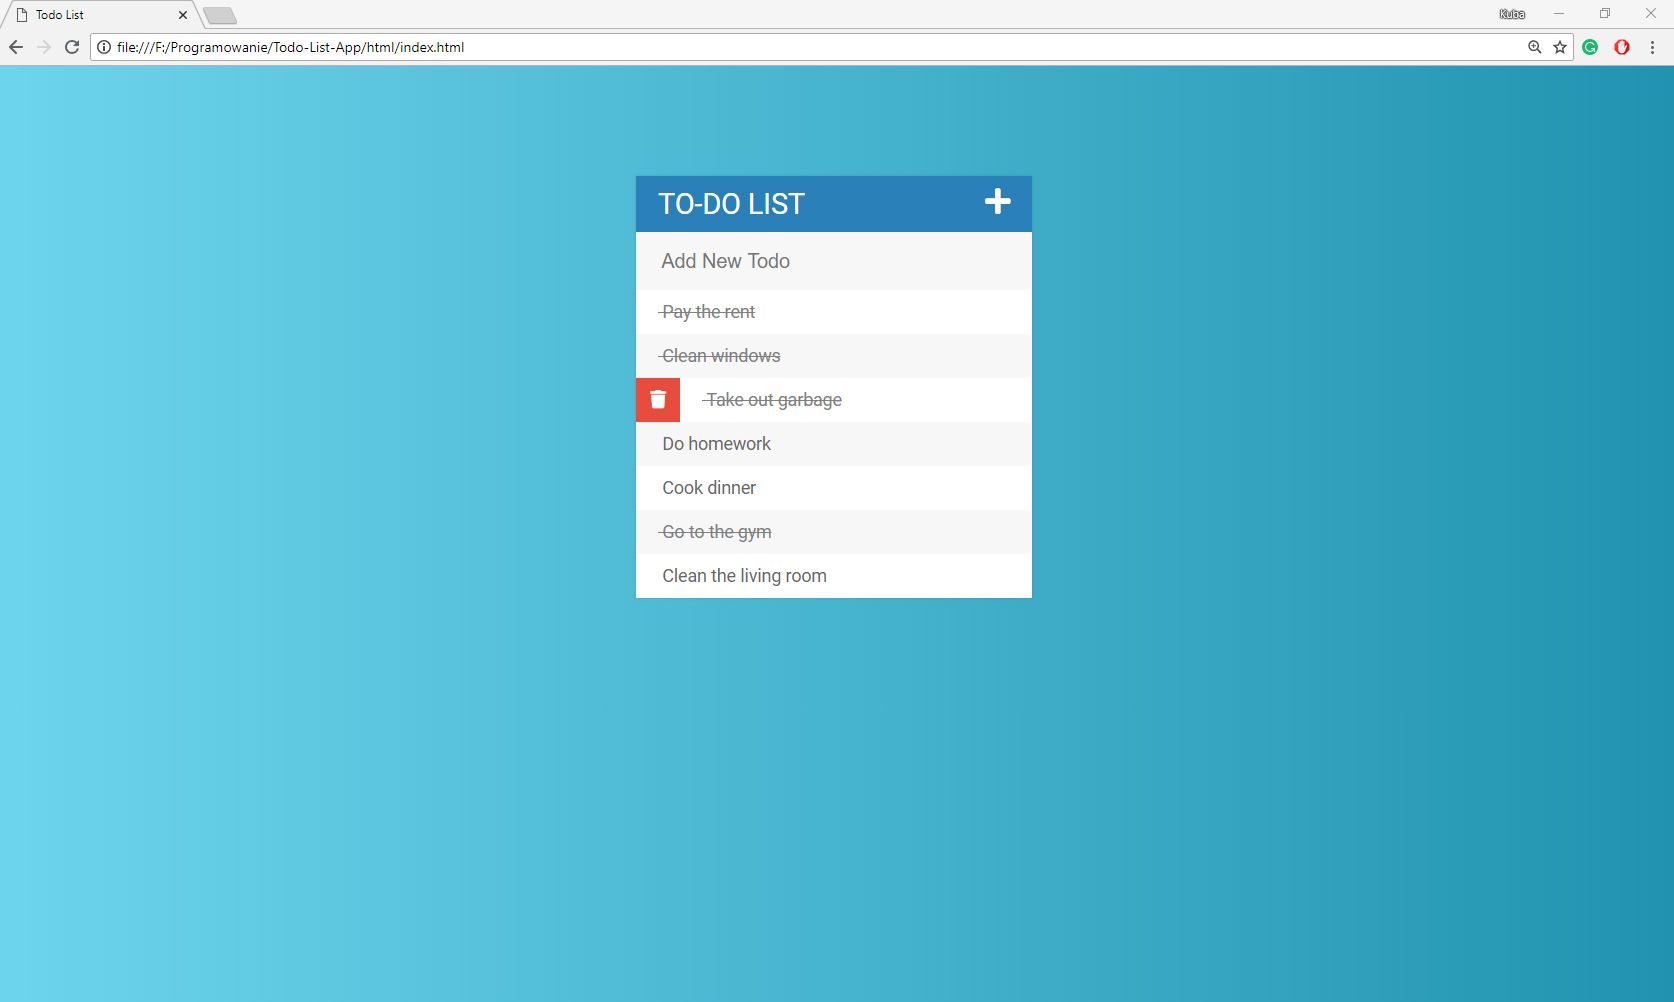 Todo List
Kuba
file:///F:/Programowanie/Todo-List-App/html/index.html
TO-DO LIST
Add New Todo
Pay the rent
Clean windows
Take out garbage
Do homework
Cook dinner
Go to the gym
Clean the living room